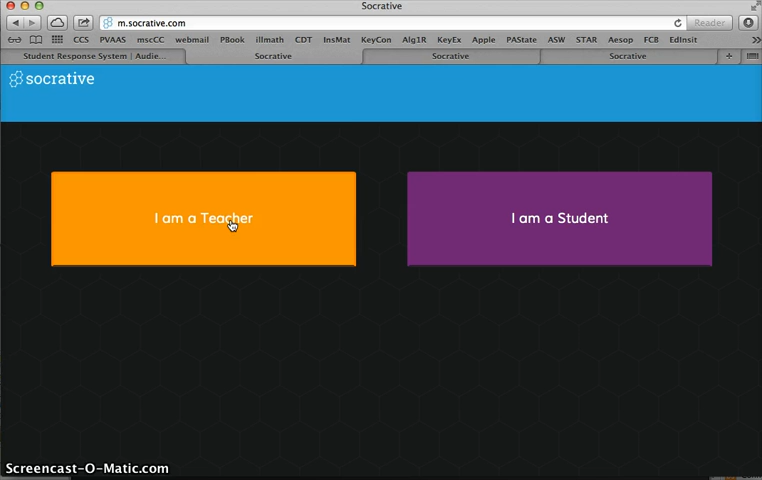 Socrative
m.socrative.com
Reader
CCS PVAAS mscCC webmail PBook illmath CDT InsMat KeyCon Alg1R KeyEx Apple PAState ASW STAR Aesop FCB EdInsit
Student Response System | Audie...
Socrative
Socrative
Socrative
socrative
I am a Teacher
I am a Student
Screencast-O-Matic.com